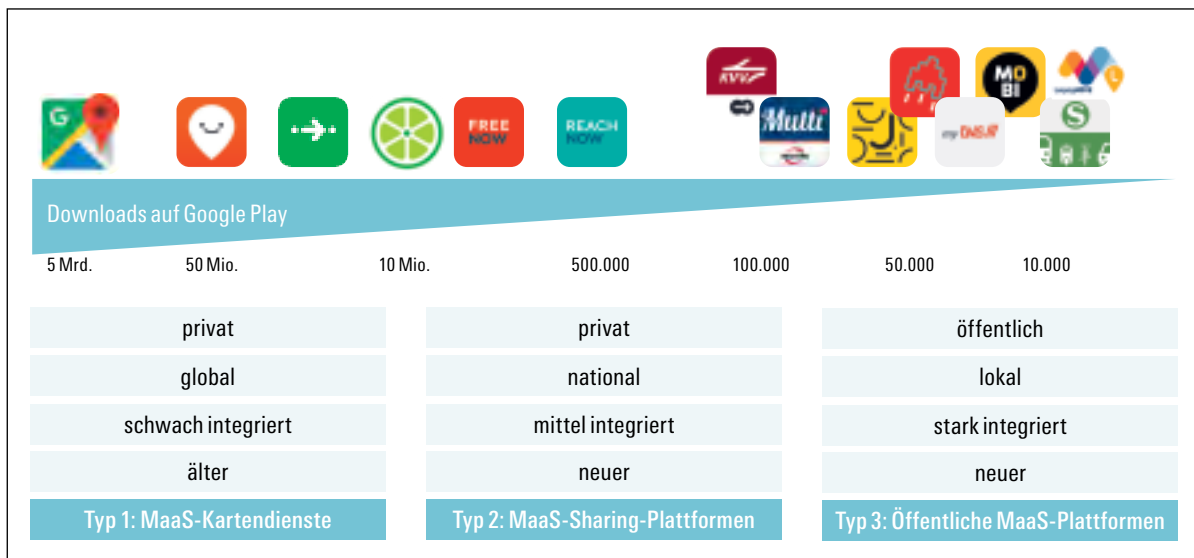 G
FREE
NOW
REACH
NOW
KVV
Mutti
MO
BI
S
Downloads auf Google Play
5 Mrd. 50 Mio. 10 Mio. 500.000 100.000 50.000 10.000
privat privat öffentlich
global national lokal
schwach integriert mittel integriert stark integriert
älter neuer neuer
Typ 1: MaaS-Kartendienste Typ 2: MaaS-Sharing-Plattformen Typ 3: Öffentliche MaaS-Plattformen